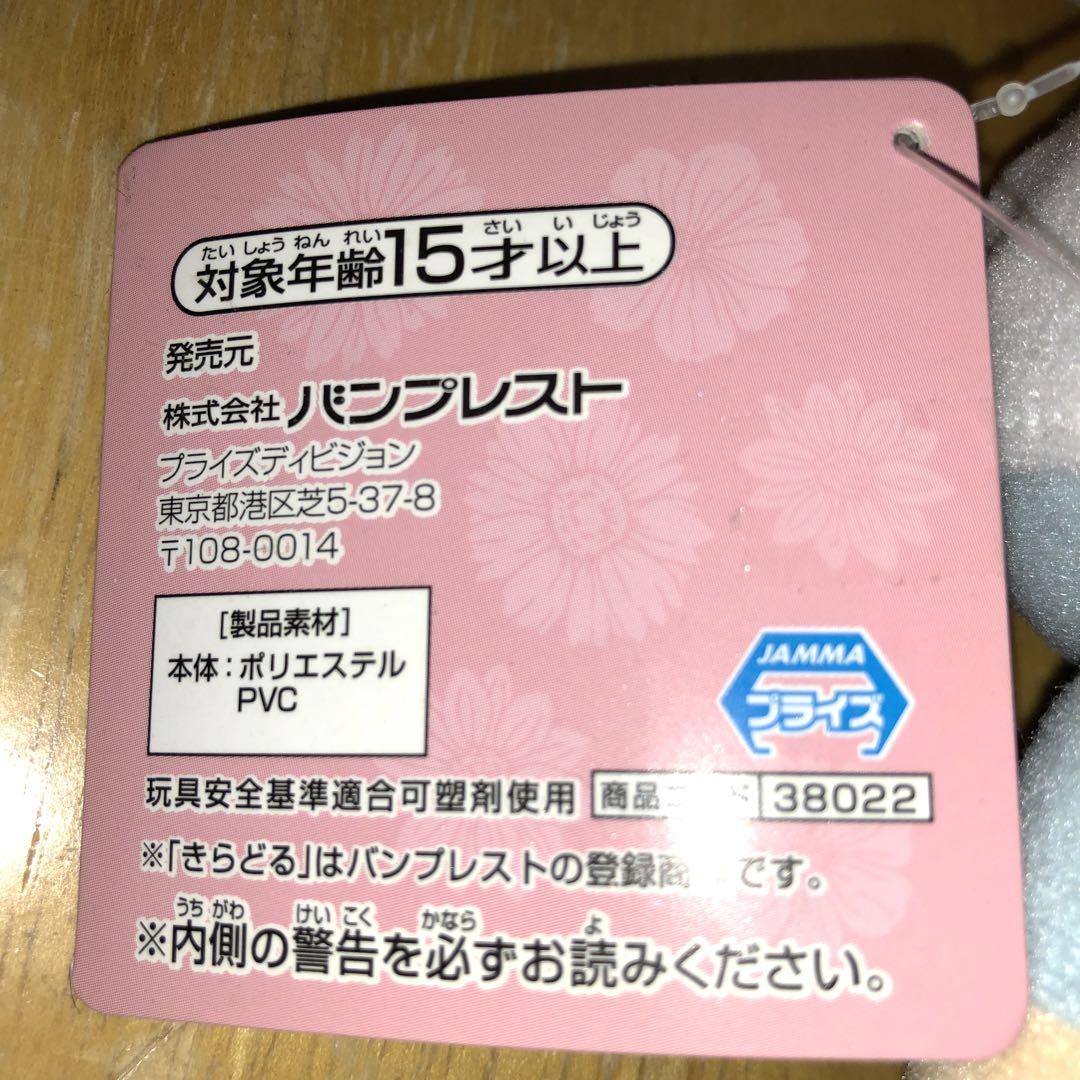 たいしょうねんれい さいいじょう
対象年齢15才以上
発売元
株式会社バンプレスト
プライズディビジョン
東京都港区芝5-37-8
〒108-0014
[製品素材]
本体:ポリエステル
PVC
JAMMA
プライズ
玩具安全基準適合可塑剤使用 商品 38022
※「きらどる」はバンプレストの登録商 です。
うちがわ けいこく かなら よ
※内側の警告を必ずお読みください。